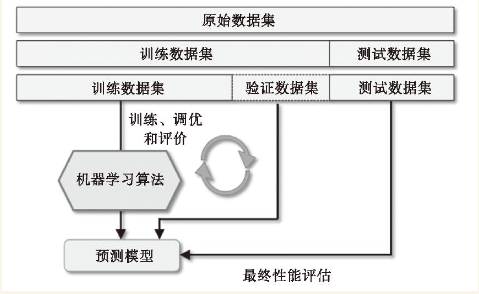 原始数据集
训练数据集 测试数据集
训练数据集 验证数据集 测试数据集
训练、调优
和评价
机器学习算法
预测模型
最终性能评估